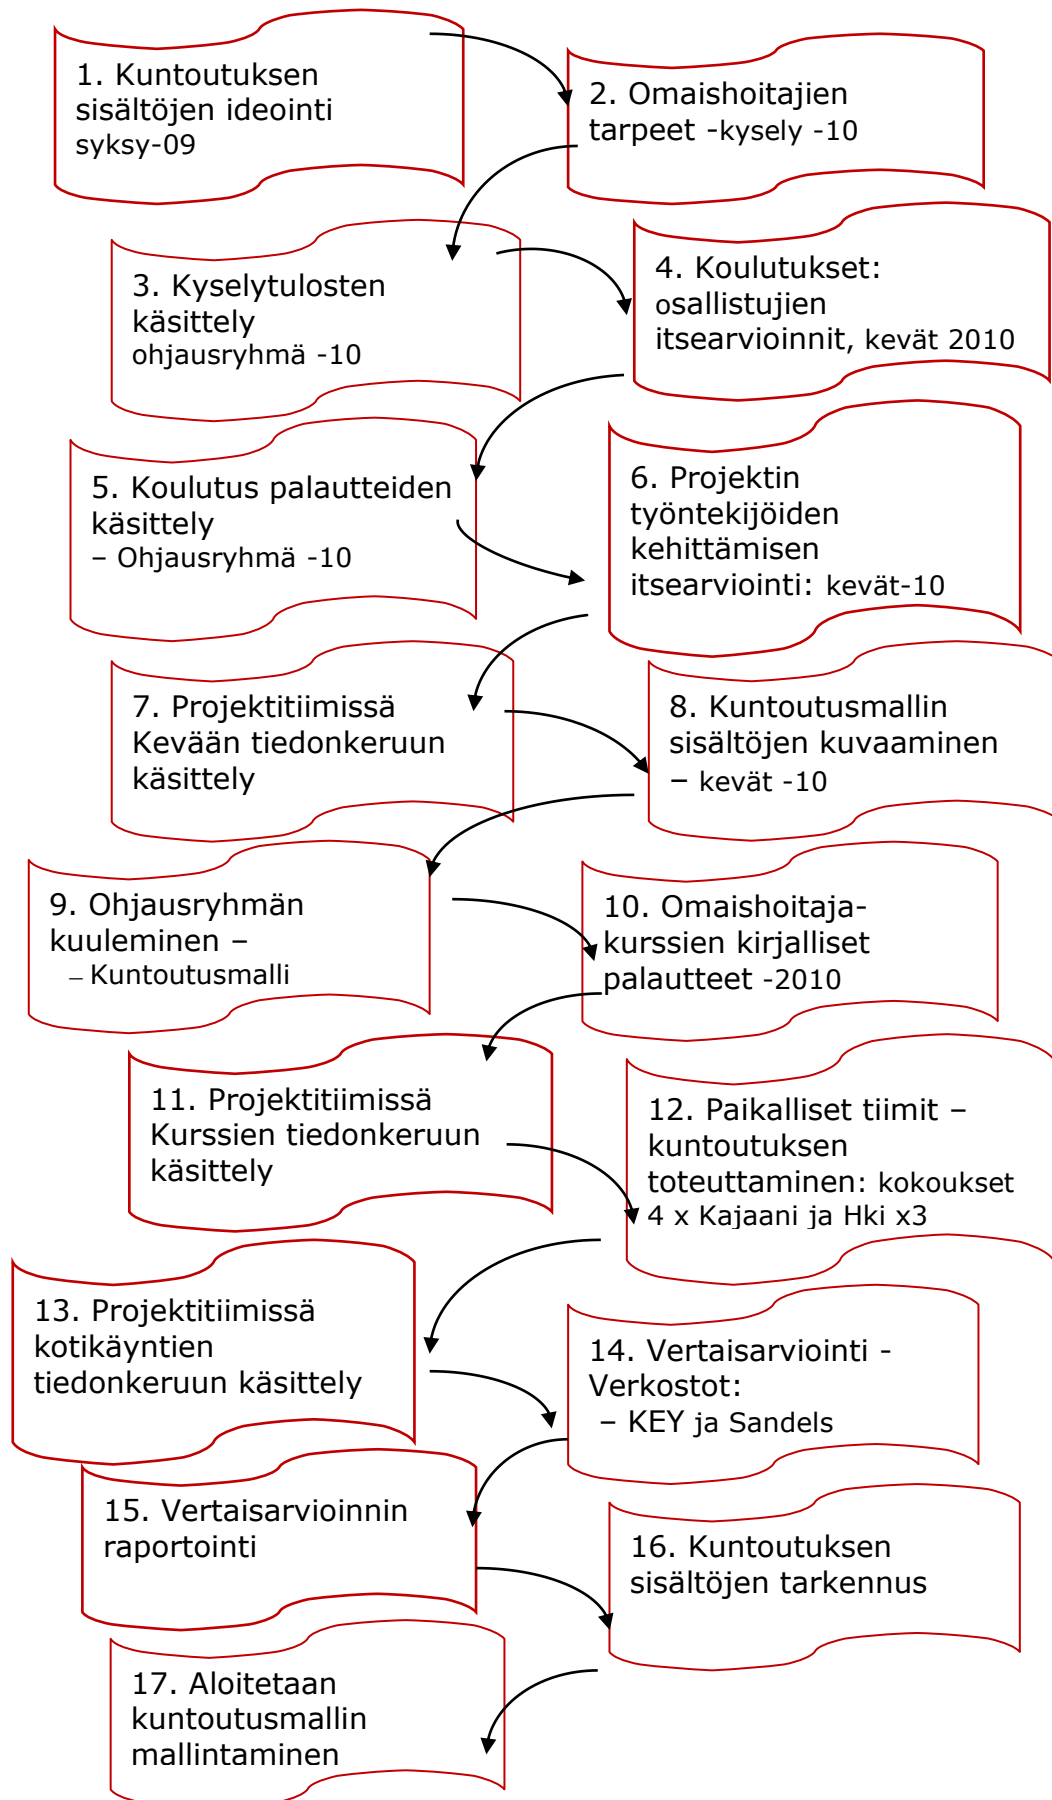 1. Kuntoutuksen
sisältöjen ideointi
syksy-09
2. Omaishoitajien
tarpeet -kysely -10
3. Kyselytulosten
käsittely
ohjausryhmä -10
4. Koulutukset:
osallistujien
itsearvioinnit, kevät 2010
5. Koulutus palautteiden
käsittely
– Ohjausryhmä -10
6. Projektin
työntekijöiden
kehittämisen
itsearviointi: kevät-10
7. Projektitiimissä
Kevään tiedonkeruun
käsittely
8. Kuntoutusmallin
sisältöjen kuvaaminen
– kevät -10
9. Ohjausryhmän
kuuleminen –
– Kuntoutusmalli
10. Omaishoitaja-
kurssien kirjalliset
palautteet -2010
11. Projektitiimissä
Kurssien tiedonkeruun
käsittely
12. Paikalliset tiimit –
kuntoutuksen
toteuttaminen: kokoukset
4 x Kajaani ja Hki x3
13. Projektitiimissä
kotikäyntien
tiedonkeruun käsittely
14. Vertaisarviointi -
Verkostot:
– KEY ja Sandels
15. Vertaisarvioinnin
raportointi
16. Kuntoutuksen
sisältöjen tarkennus
17. Aloitetaan
kuntoutusmallin
mallintaminen